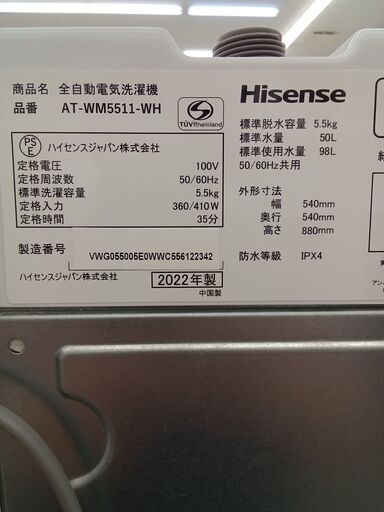 商品名 全自動電気洗濯機
品番 AT-WM5511-WH
TÜVRheinland
Hisense
PS
E
ハイセンスジャパン株式会社
定格電圧 100V
定格周波数 50/60Hz
標準洗濯容量 5.5kg
定格入力 360/410W
定格時間 35分
製造番号 VWG055005E0WWC556122342
ハイセンスジャパン株式会社 2022年製
中国製
標準脱水容量 5.5kg
標準水量 50L
標準使用水量 98L
50/60Hz共用
外形寸法
幅 540mm
奥行 540mm
高さ 880mm
防水等級 IPX4